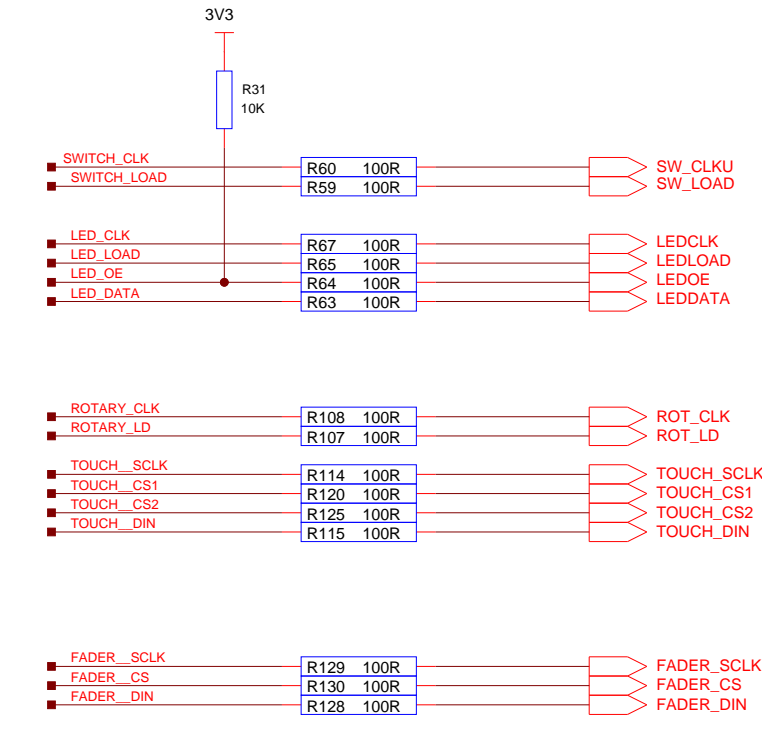 3V3
R31
10K
SWITCH_CLK R60 100R SW_CLKU
SWITCH_LOAD R59 100R SW_LOAD
LED_CLK R67 100R LEDCLK
LED_LOAD R65 100R LEDLOAD
LED_OE R64 100R LEDOE
LED_DATA R63 100R LEDDATA
ROTARY_CLK R108 100R ROT_CLK
ROTARY_LD R107 100R ROT_LD
TOUCH__SCLK R114 100R TOUCH_SCLK
TOUCH__CS1 R120 100R TOUCH_CS1
TOUCH__CS2 R125 100R TOUCH_CS2
TOUCH__DIN R115 100R TOUCH_DIN
FADER__SCLK R129 100R FADER_SCLK
FADER__CS R130 100R FADER_CS
FADER__DIN R128 100R FADER_DIN